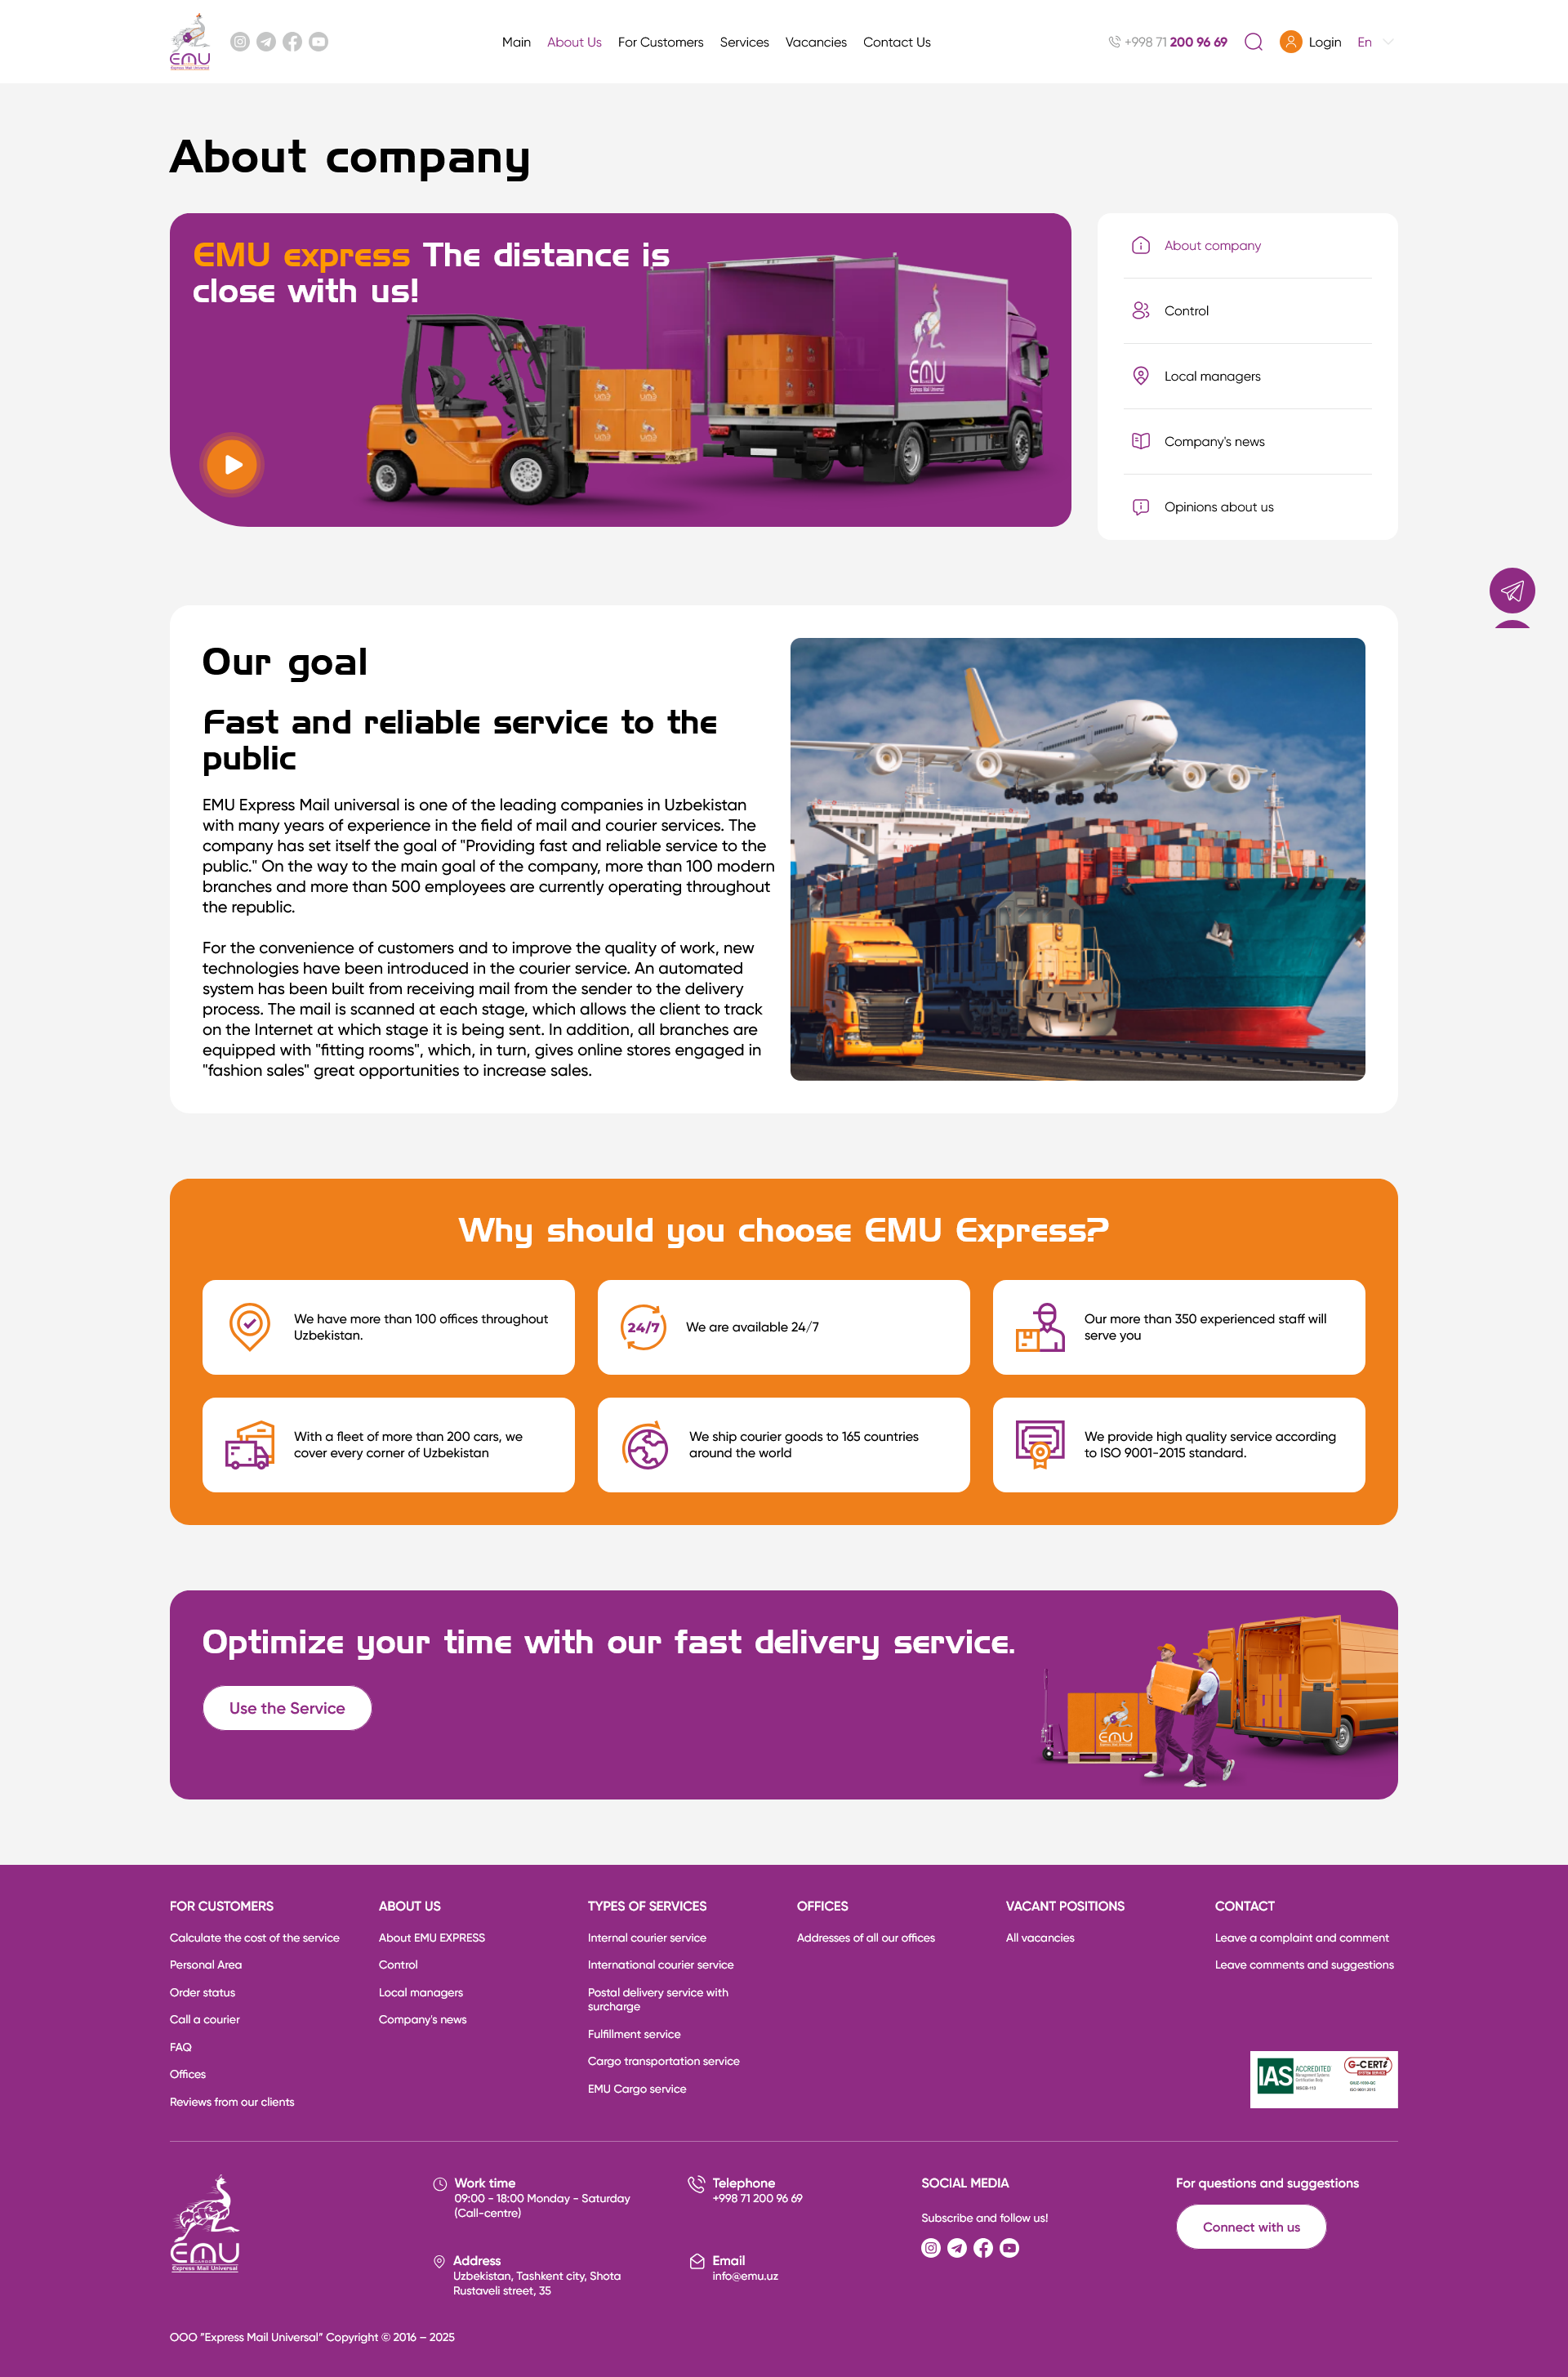 EMU
Express Mail Universal
Main
About Us
For Customers
Services
Vacancies
Contact Us
+998 71 200 96 69
Login
En
About company
EMU express The distance is
close with us!
EMU
Express Mail Universal
About company
Control
Local managers
Company's news
Opinions about us
Our goal
Fast and reliable service to the
public
EMU Express Mail universal is one of the leading companies in Uzbekistan
with many years of experience in the field of mail and courier services. The
company has set itself the goal of "Providing fast and reliable service to the
public." On the way to the main goal of the company, more than 100 modern
branches and more than 500 employees are currently operating throughout
the republic.
For the convenience of customers and to improve the quality of work, new
technologies have been introduced in the courier service. An automated
system has been built from receiving mail from the sender to the delivery
process. The mail is scanned at each stage, which allows the client to track
on the Internet at which stage it is being sent. In addition, all branches are
equipped with "fitting rooms", which, in turn, gives online stores engaged in
"fashion sales" great opportunities to increase sales.
Why should you choose EMU Express?
We have more than 100 offices throughout
Uzbekistan.
24/7
We are available 24/7
Our more than 350 experienced staff will
serve you
With a fleet of more than 200 cars, we
cover every corner of Uzbekistan
We ship courier goods to 165 countries
around the world
We provide high quality service according
to ISO 9001-2015 standard.
Optimize your time with our fast delivery service.
Use the Service
EMU
Express Mail Universal
FOR CUSTOMERS
Calculate the cost of the service
Personal Area
Order status
Call a courier
FAQ
Offices
Reviews from our clients
ABOUT US
About EMU EXPRESS
Control
Local managers
Company's news
TYPES OF SERVICES
Internal courier service
International courier service
Postal delivery service with
surcharge
Fulfillment service
Cargo transportation service
EMU Cargo service
OFFICES
Addresses of all our offices
VACANT POSITIONS
All vacancies
CONTACT
Leave a complaint and comment
Leave comments and suggestions
IAS
ACCREDITED
Management Systems
Certification Body
MSCB-113
G-CERTi
SYSTEM SERVICE
ISO 9001:2015
EMU
Express Mail Universal
Work time
09:00 - 18:00 Monday - Saturday
(Call-centre)
Telephone
+998 71 200 96 69
Address
Uzbekistan, Tashkent city, Shota
Rustaveli street, 35
Email
info@emu.uz
SOCIAL MEDIA
Subscribe and follow us!
For questions and suggestions
Connect with us
OOO "Express Mail Universal" Copyright © 2016 – 2025